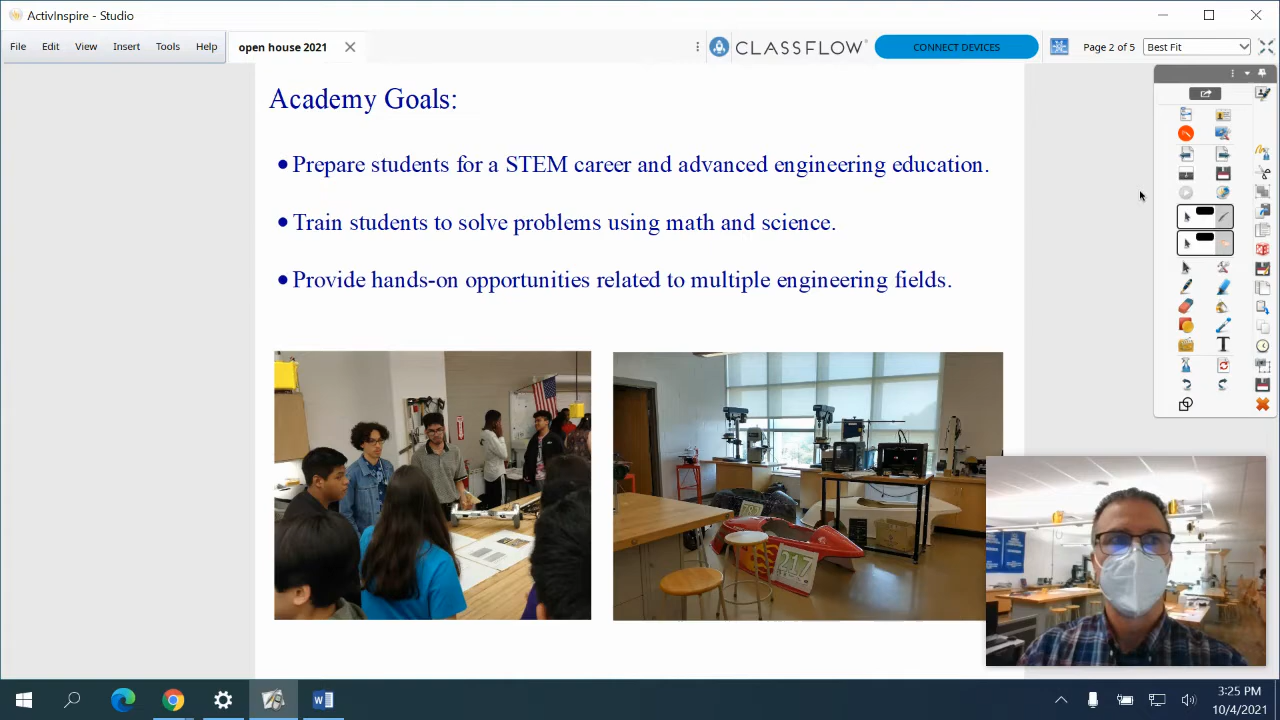 ActivInspire - Studio
File Edit View Insert Tools Help
open house 2021
CLASSFLOW
CONNECT DEVICES
Page 2 of 5
Best Fit
Academy Goals:
• Prepare students for a STEM career and advanced engineering education.
• Train students to solve problems using math and science.
• Provide hands-on opportunities related to multiple engineering fields.
217
3:25 PM
10/4/2021